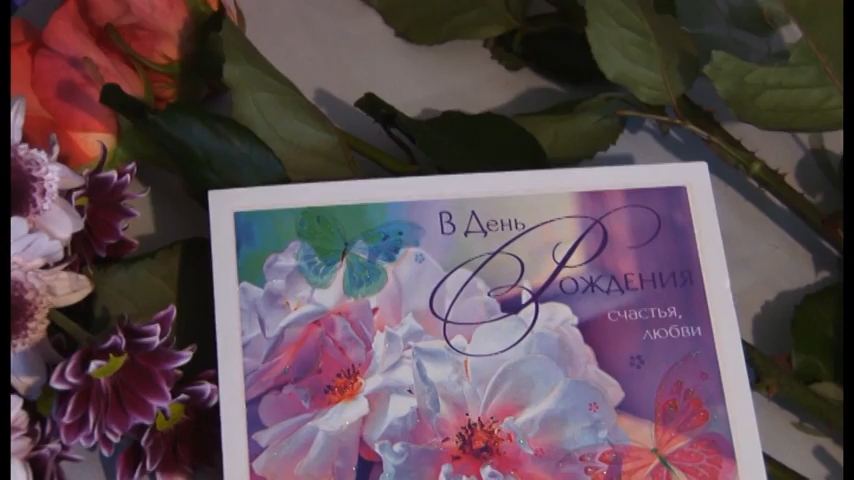 В День
Рождения
счастья,
любви